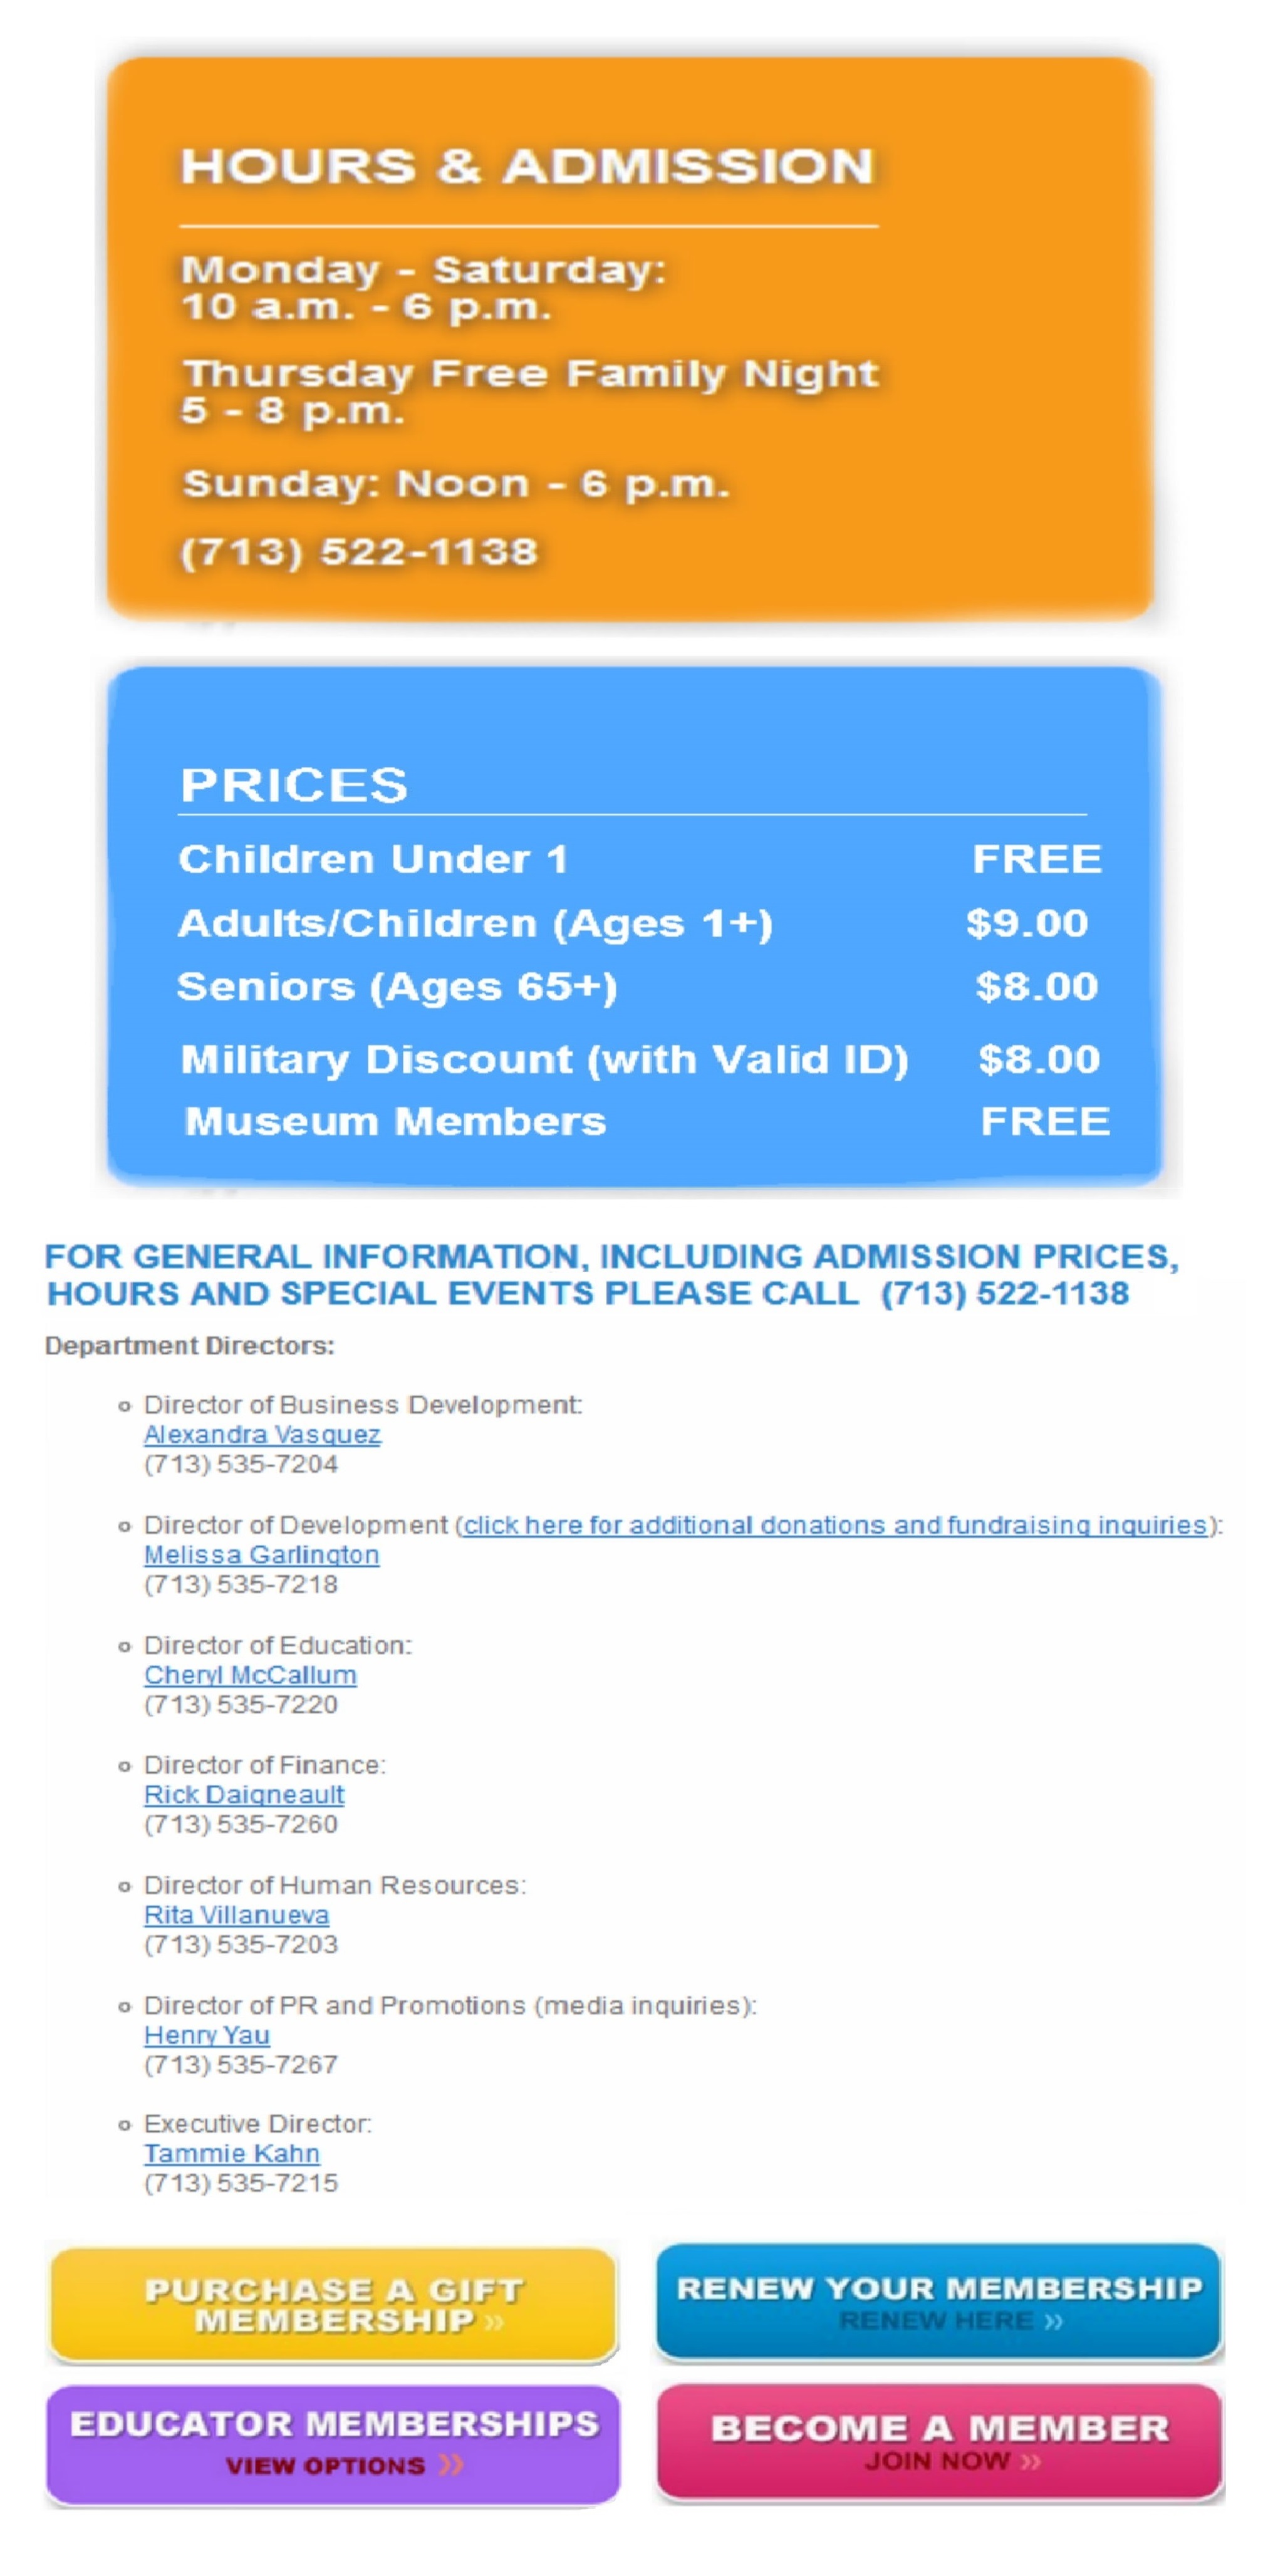 HOURS & ADMISSION
Monday - Saturday:
10 a.m. - 6 p.m.
Thursday Free Family Night
5 - 8 p.m.
Sunday: Noon - 6 p.m.
(713) 522-1138
PRICES
Children Under 1 FREE
Adults/Children (Ages 1+) $9.00
Seniors (Ages 65+) $8.00
Military Discount (with Valid ID) $8.00
Museum Members FREE
FOR GENERAL INFORMATION, INCLUDING ADMISSION PRICES,
HOURS AND SPECIAL EVENTS PLEASE CALL (713) 522-1138
Department Directors:
Director of Business Development:
Alexandra Vasquez
(713) 535-7204
Director of Development (click here for additional donations and fundraising inquiries):
Melissa Garlington
(713) 535-7218
Director of Education:
Cheryl McCallum
(713) 535-7220
Director of Finance:
Rick Daigneault
(713) 535-7260
Director of Human Resources:
Rita Villanueva
(713) 535-7203
Director of PR and Promotions (media inquiries):
Henry Yau
(713) 535-7267
Executive Director:
Tammie Kahn
(713) 535-7215
PURCHASE A GIFT
MEMBERSHIP »
RENEW YOUR MEMBERSHIP
RENEW HERE »
EDUCATOR MEMBERSHIPS
VIEW OPTIONS »
BECOME A MEMBER
JOIN NOW »